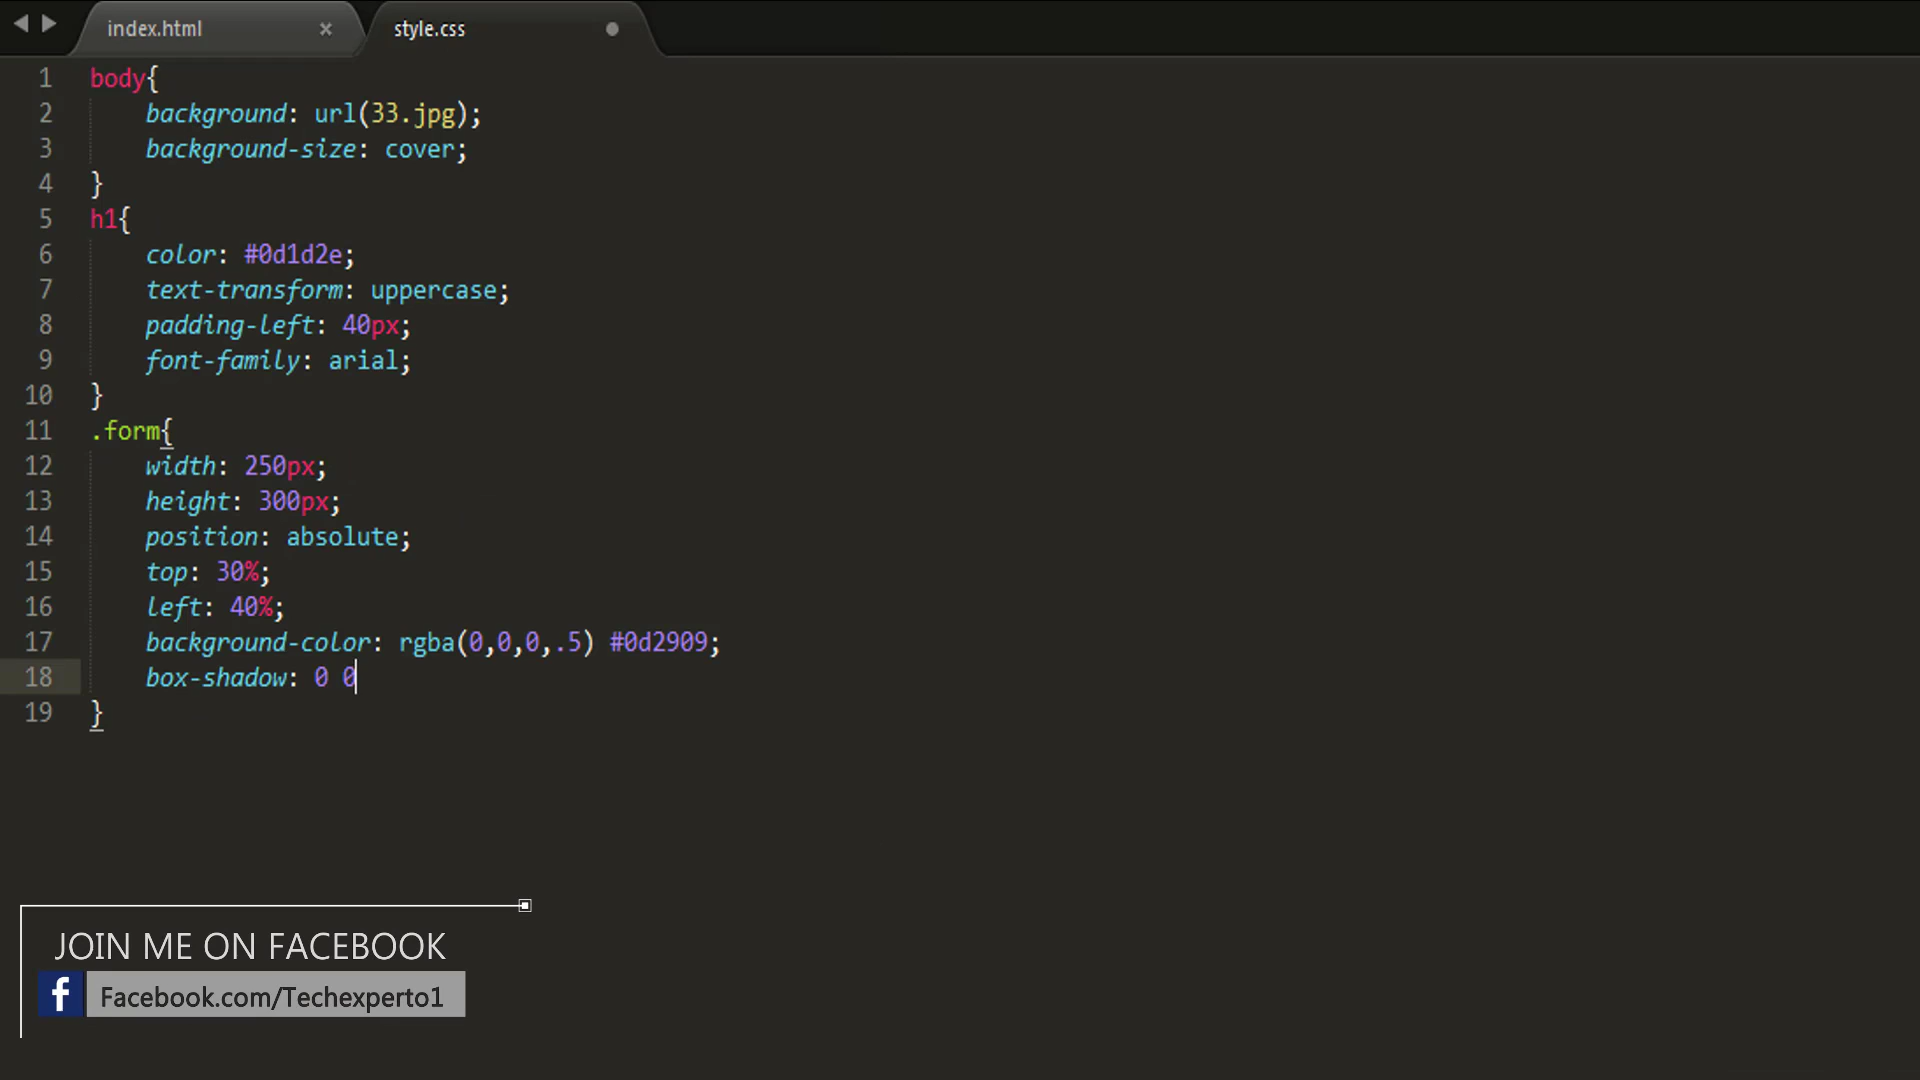 index.html × style.css
1 body{
2 background: url(33.jpg);
3 background-size: cover;
4 }
5 h1{
6 color: #0d1d2e;
7 text-transform: uppercase;
8 padding-left: 40px;
9 font-family: arial;
10 }
11 .form{
12 width: 250px;
13 height: 300px;
14 position: absolute;
15 top: 30%;
16 left: 40%;
17 background-color: rgba(0,0,0,.5) #0d2909;
18 box-shadow: 0 0
19 }
JOIN ME ON FACEBOOK
f Facebook.com/Techexperto1